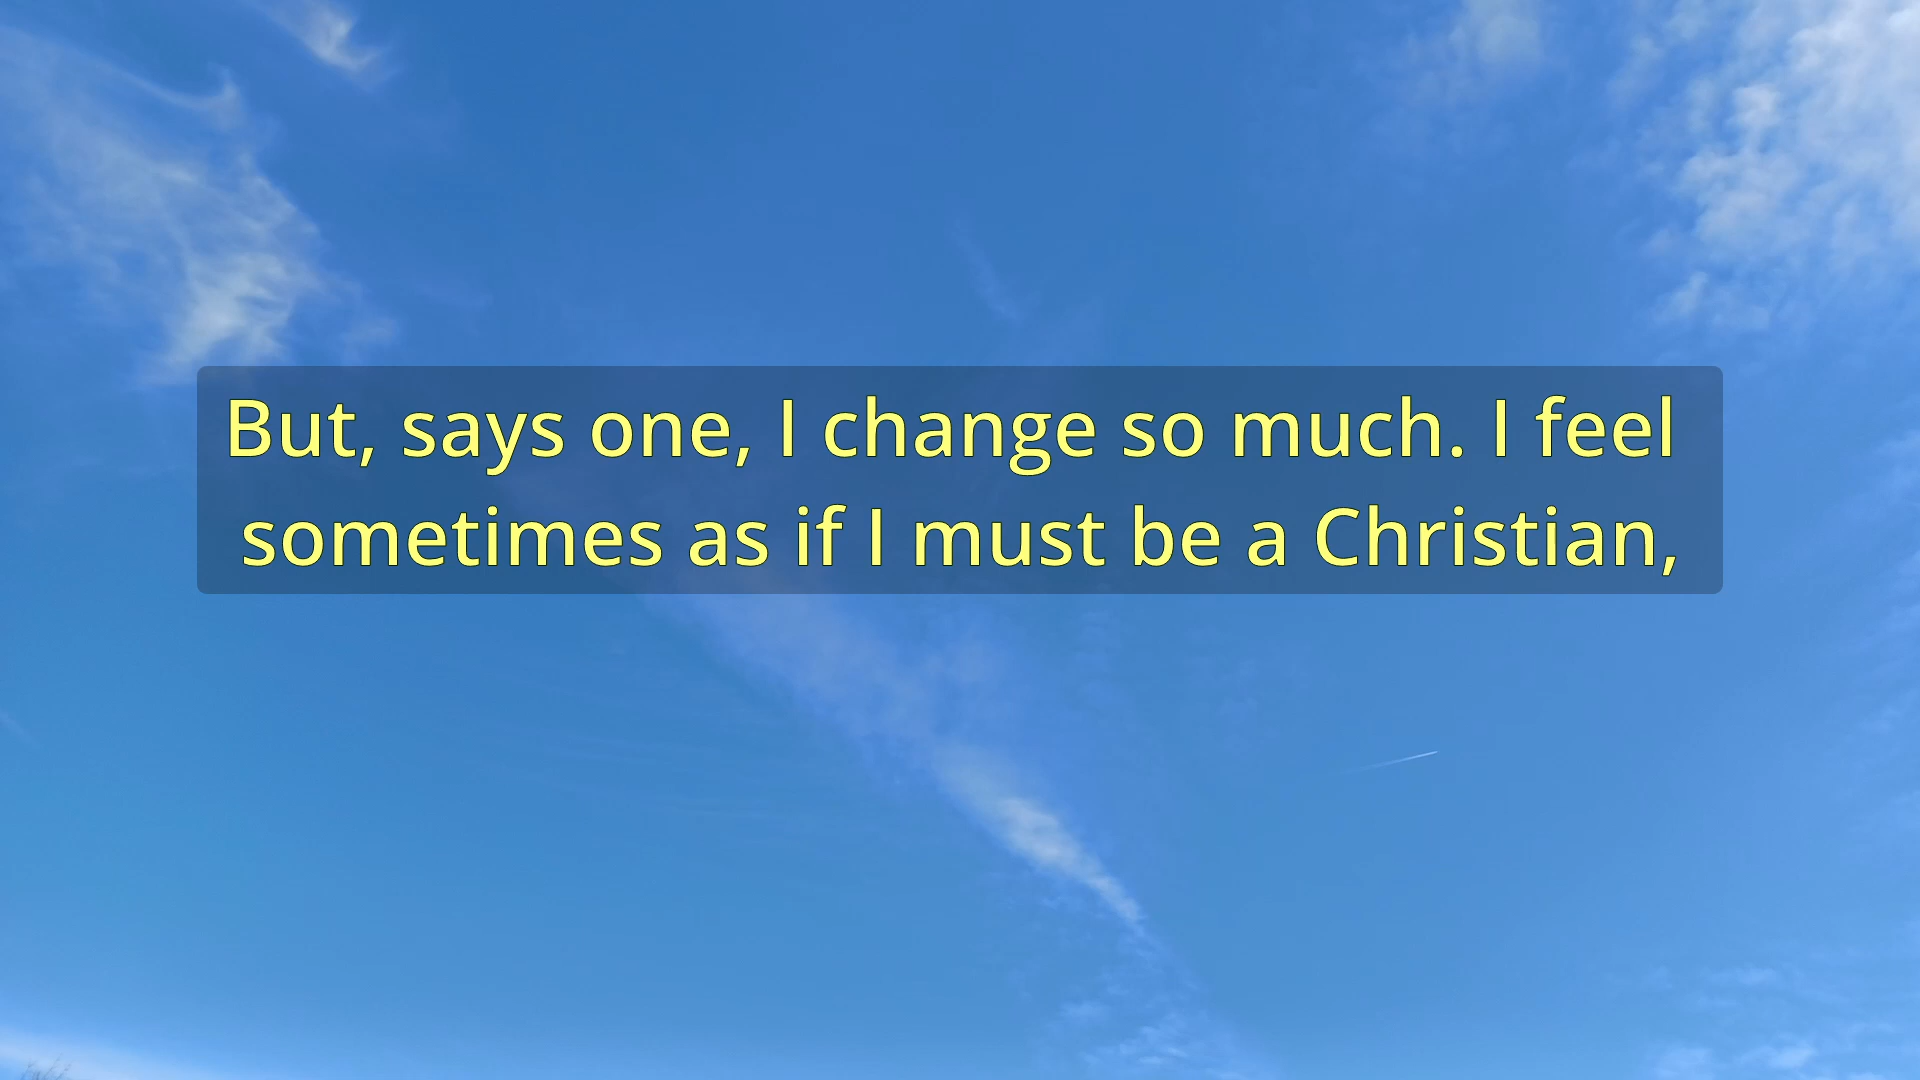 But, says one, I change so much. I feel
sometimes as if I must be a Christian,